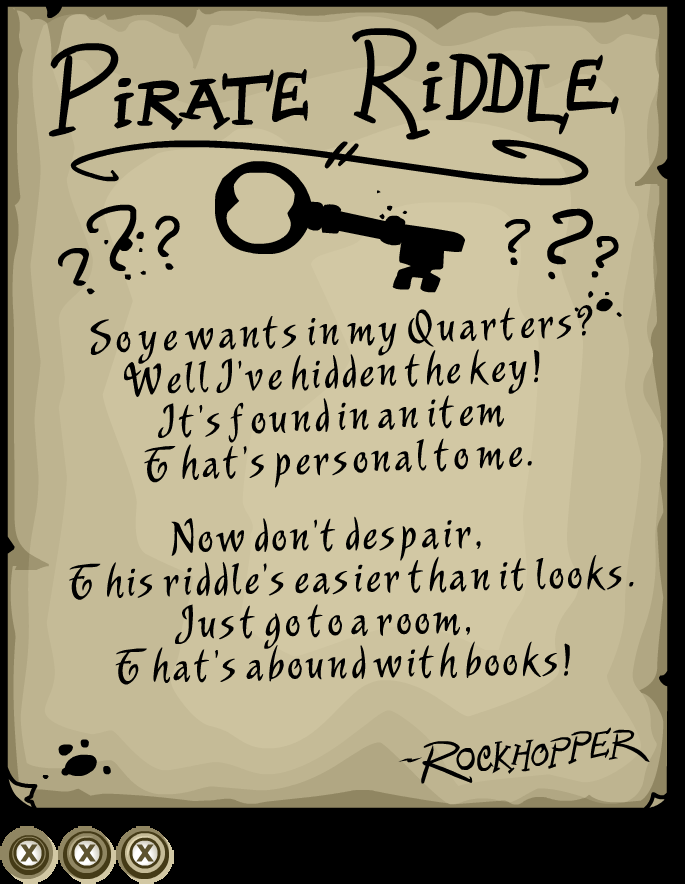 PIRATE RIDDLE
? ? ? ? ? ?
So ye wants in my Quarters?
Well I've hidden the key!
It's found in an item
That's personal to me.
Now don't despair,
This riddle's easier than it looks.
Just go to a room,
That's abound with books!
~ROCKHOPPER
X X X